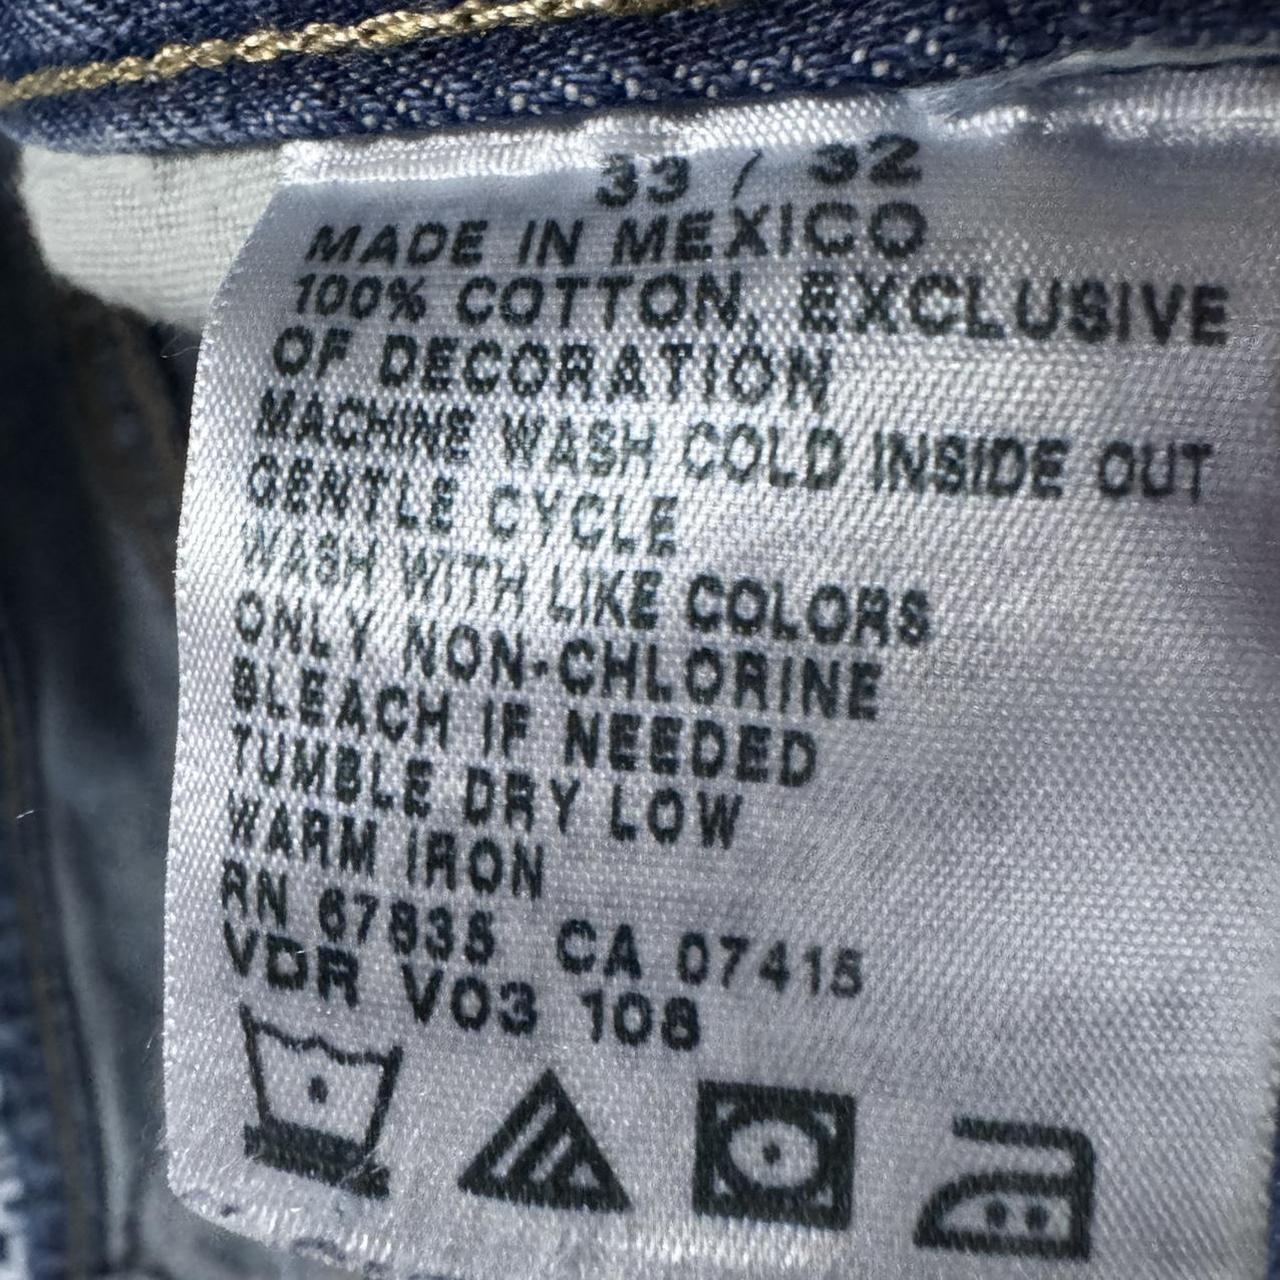 33 / 32
MADE IN MEXICO
100% COTTON, EXCLUSIVE
OF DECORATION
MACHINE WASH COLD INSIDE OUT
GENTLE CYCLE
WASH WITH LIKE COLORS
ONLY NON-CHLORINE
BLEACH IF NEEDED
TUMBLE DRY LOW
WARM IRON
RN 67835 CA 07415
VDR V03 108